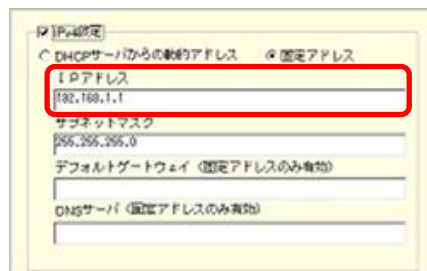 IPv4設定
DHCPサーバからの動的アドレス 固定アドレス
IPアドレス
192.168.1.1
サブネットマスク
255.255.255.0
デフォルトゲートウェイ（固定アドレスのみ有効）
DNSサーバ（固定アドレスのみ有効）